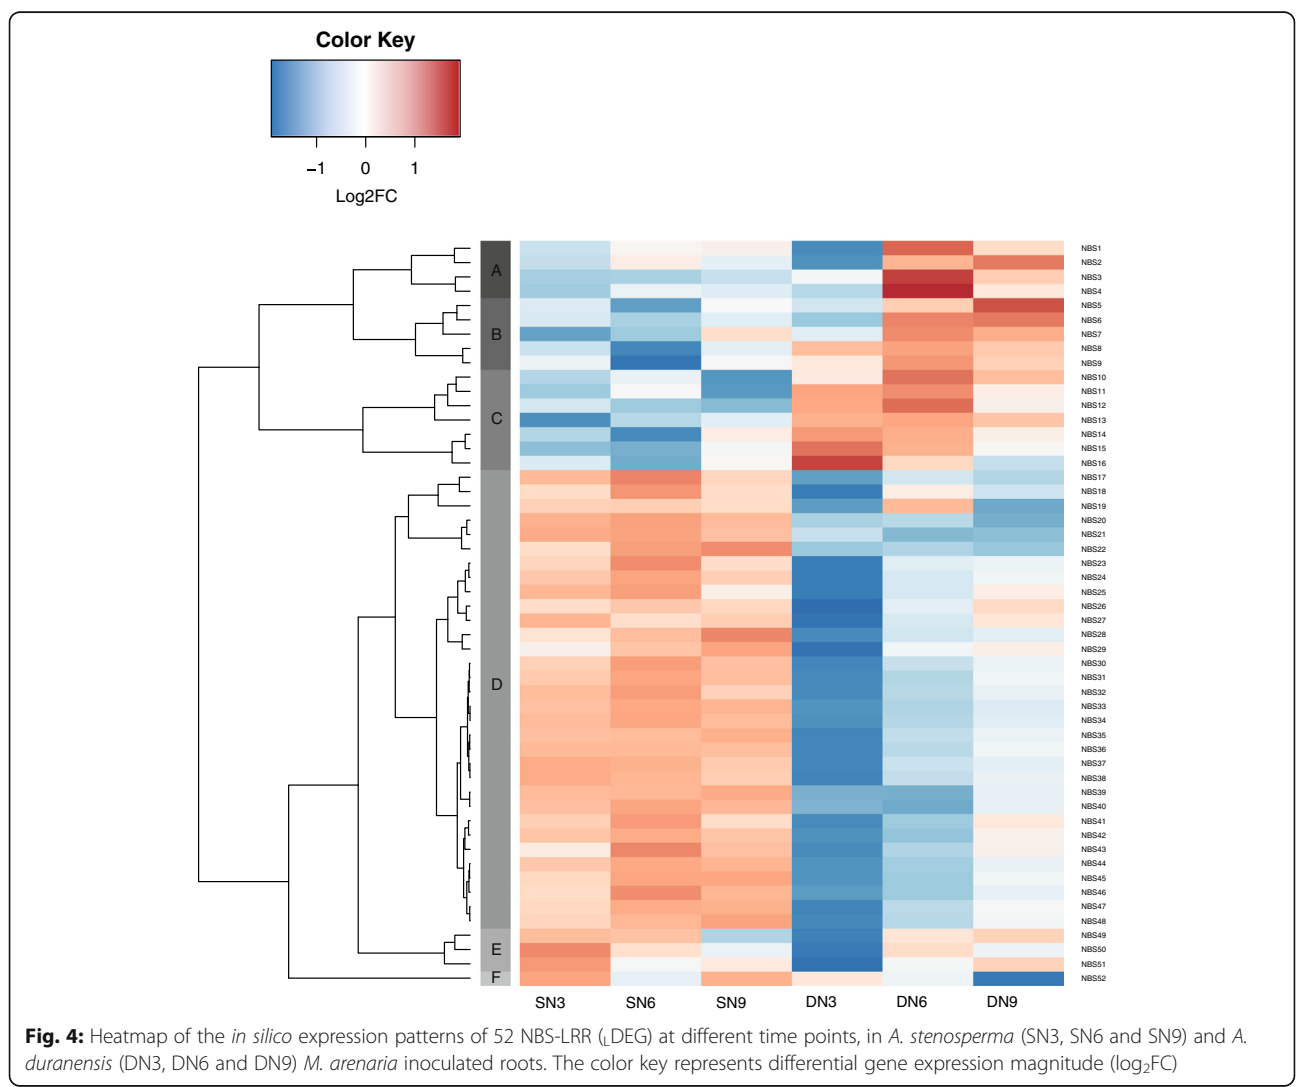 Color Key
−1 0 1
Log2FC
A
B
C
D
E
F
NBS1
NBS2
NBS3
NBS4
NBS5
NBS6
NBS7
NBS8
NBS9
NBS10
NBS11
NBS12
NBS13
NBS14
NBS15
NBS16
NBS17
NBS18
NBS19
NBS20
NBS21
NBS22
NBS23
NBS24
NBS25
NBS26
NBS27
NBS28
NBS29
NBS30
NBS31
NBS32
NBS33
NBS34
NBS35
NBS36
NBS37
NBS38
NBS39
NBS40
NBS41
NBS42
NBS43
NBS44
NBS45
NBS46
NBS47
NBS48
NBS49
NBS50
NBS51
NBS52
SN3 SN6 SN9 DN3 DN6 DN9
Fig. 4: Heatmap of the in silico expression patterns of 52 NBS-LRR (LDEG) at different time points, in A. stenosperma (SN3, SN6 and SN9) and A.
duranensis (DN3, DN6 and DN9) M. arenaria inoculated roots. The color key represents differential gene expression magnitude (log2FC)